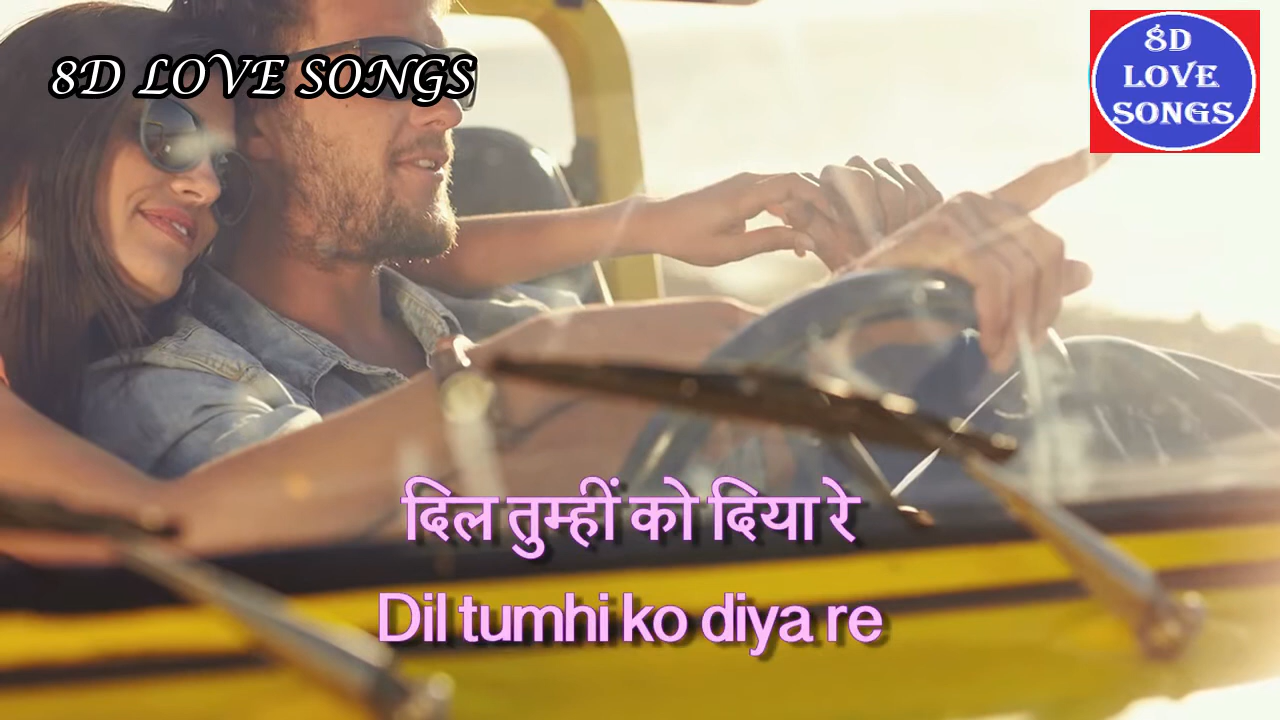 8D LOVE SONGS
8D
LOVE
SONGS
दिल तुम्हीं को दिया रे
Dil tumhi ko diya re